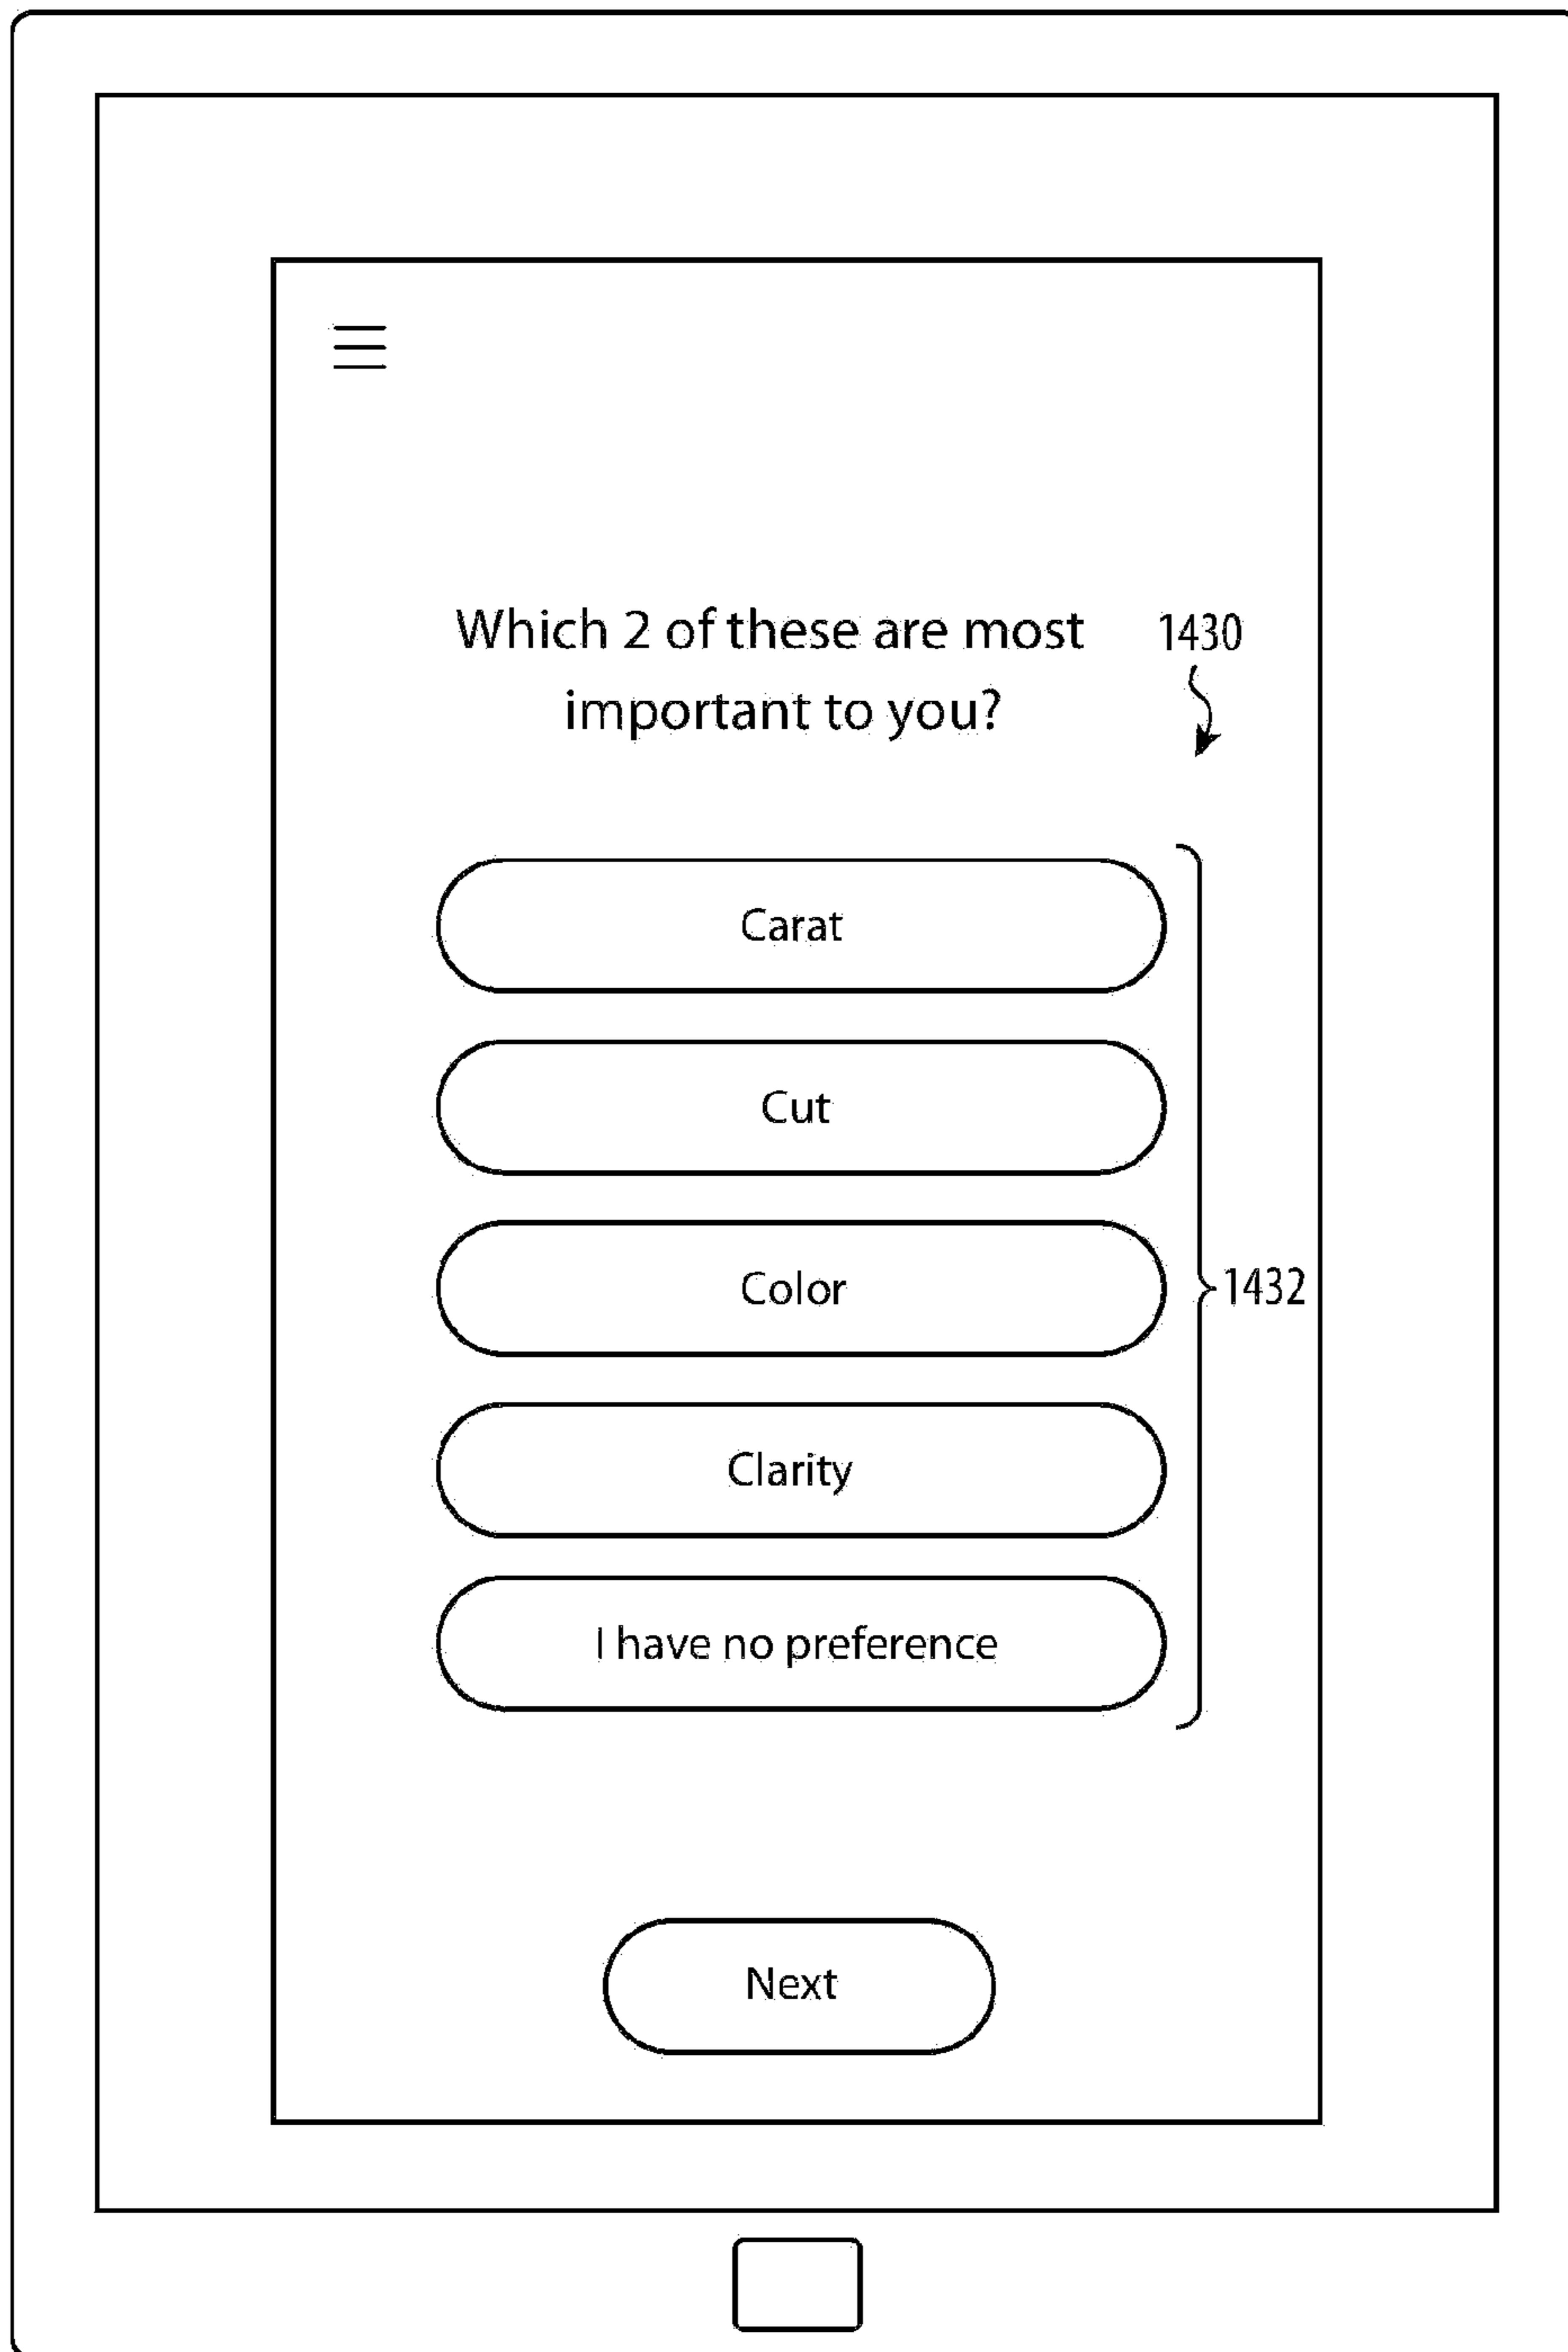 Which 2 of these are most
1430
important to you?
Carat
Cut
Color
1432
Clarity
I have no preference
Next